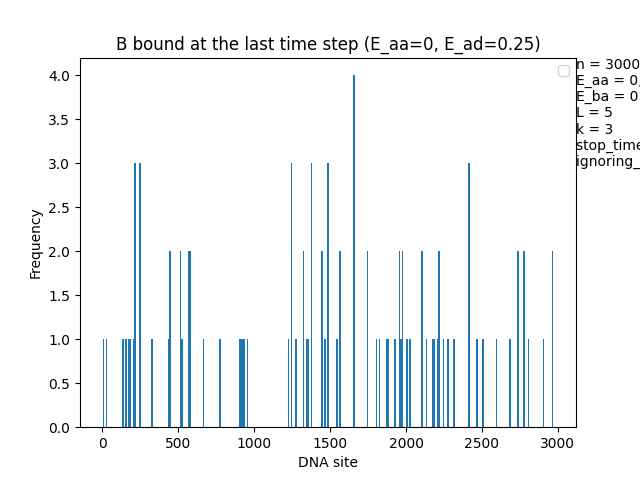 B bound at the last time step (E_aa=0, E_ad=0.25)
n = 3000
E_aa = 0,
E_ba = 0
L = 5
k = 3
stop_time
ignoring_
Frequency
4.0
3.5
3.0
2.5
2.0
1.5
1.0
0.5
0.0
0 500 1000 1500 2000 2500 3000
DNA site